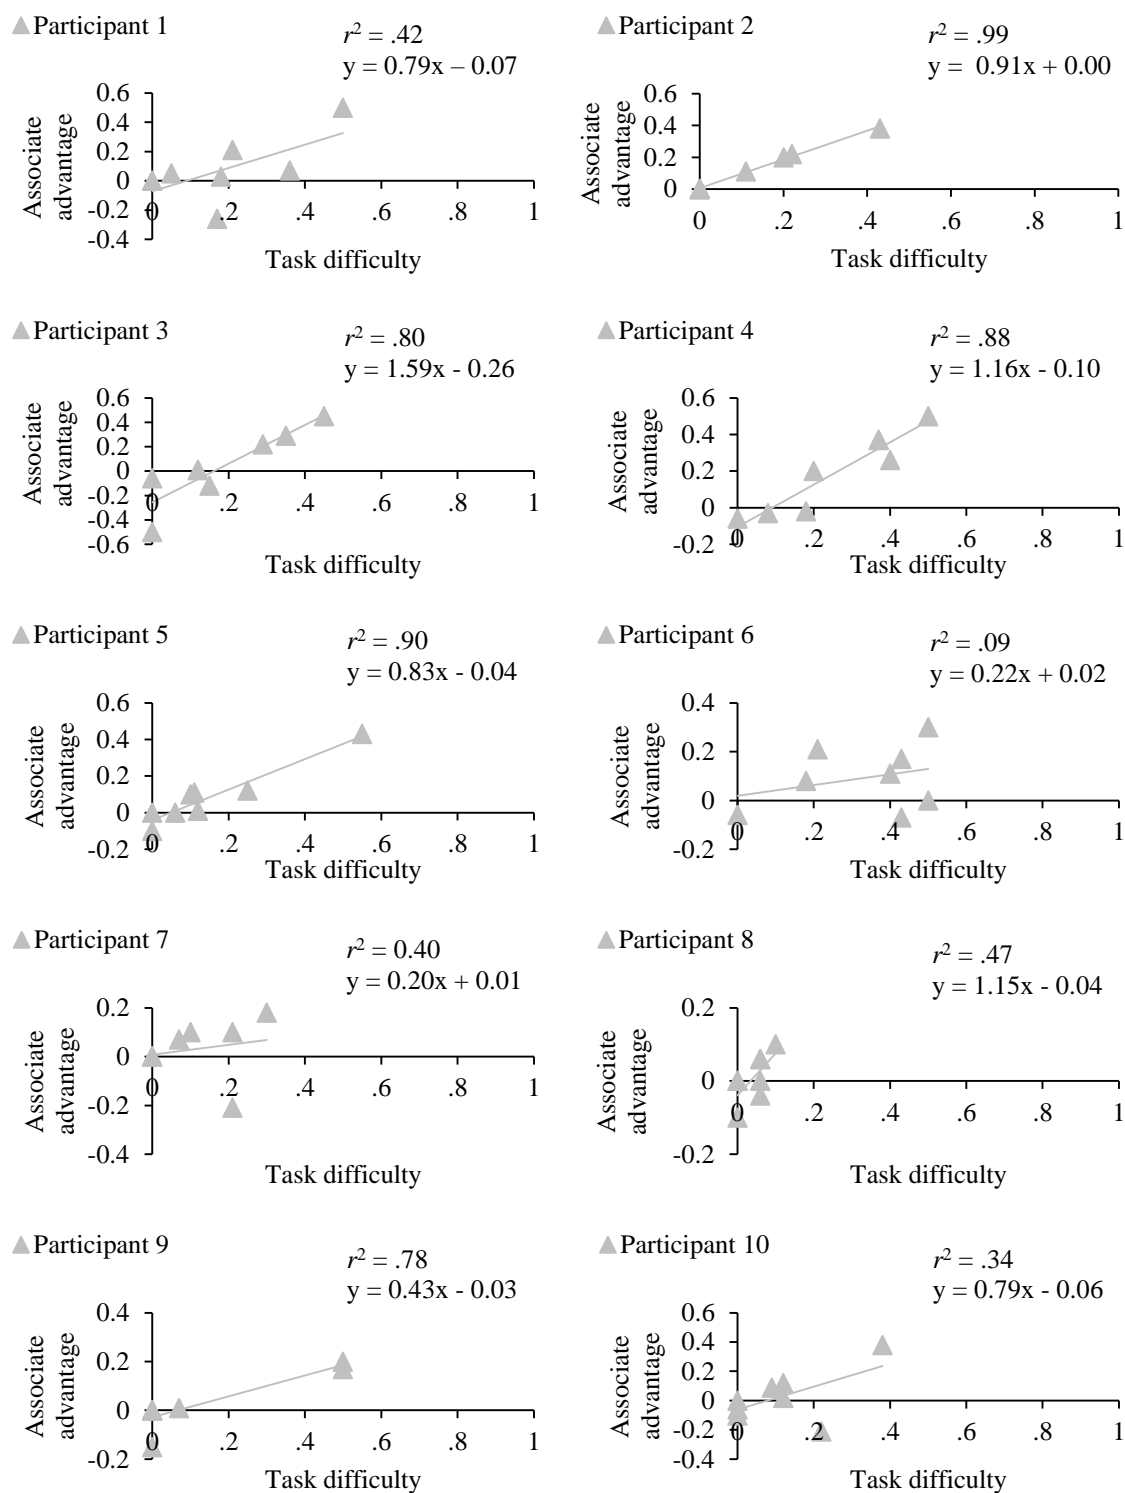 Participant 1
r² = .42
y = 0.79x – 0.07
0.6
0.4
0.2
0
-0.2
-0.4
0
.2
.4
.6
.8
1
Associate
advantage
Task difficulty
Participant 2
r² = .99
y = 0.91x + 0.00
0.6
0.4
0.2
0
0
.2
.4
.6
.8
1
Associate
advantage
Task difficulty
Participant 3
r² = .80
y = 1.59x - 0.26
0.6
0.4
0.2
0
-0.2
-0.4
-0.6
0
.2
.4
.6
.8
1
Associate
advantage
Task difficulty
Participant 4
r² = .88
y = 1.16x - 0.10
0.6
0.4
0.2
0
-0.2
0
.2
.4
.6
.8
1
Associate
advantage
Task difficulty
Participant 5
r² = .90
y = 0.83x - 0.04
0.6
0.4
0.2
0
-0.2
0
.2
.4
.6
.8
1
Associate
advantage
Task difficulty
Participant 6
r² = .09
y = 0.22x + 0.02
0.4
0.2
0
-0.2
0
.2
.4
.6
.8
1
Associate
advantage
Task difficulty
Participant 7
r² = 0.40
y = 0.20x + 0.01
0.2
0
-0.2
-0.4
0
.2
.4
.6
.8
1
Associate
advantage
Task difficulty
Participant 8
r² = .47
y = 1.15x - 0.04
0.2
0
-0.2
0
.2
.4
.6
.8
1
Associate
advantage
Task difficulty
Participant 9
r² = .78
y = 0.43x - 0.03
0.4
0.2
0
-0.2
0
.2
.4
.6
.8
1
Associate
advantage
Task difficulty
Participant 10
r² = .34
y = 0.79x - 0.06
0.6
0.4
0.2
0
-0.2
-0.4
0
.2
.4
.6
.8
1
Associate
advantage
Task difficulty